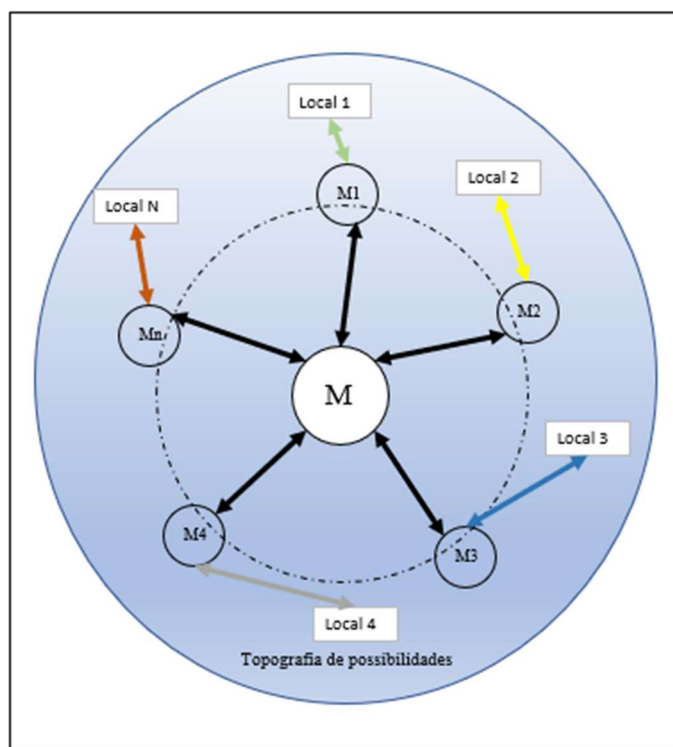 Local 1
M1
Local 2
Local N
M2
Mn
M
Local 3
M4
M3
Local 4
Topografia de possibilidades